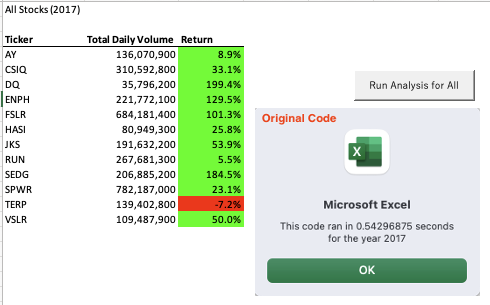 All Stocks (2017)
Ticker Total Daily Volume Return
AY 136,070,900 8.9%
CSIQ 310,592,800 33.1%
DQ 35,796,200 199.4%
ENPH 221,772,100 129.5%
FSLR 684,181,400 101.3%
HASI 80,949,300 25.8%
JKS 191,632,200 53.9%
RUN 267,681,300 5.5%
SEDG 206,885,200 184.5%
SPWR 782,187,000 23.1%
TERP 139,402,800 -7.2%
VSLR 109,487,900 50.0%
Run Analysis for All
Original Code
X
Microsoft Excel
This code ran in 0.54296875 seconds
for the year 2017
OK